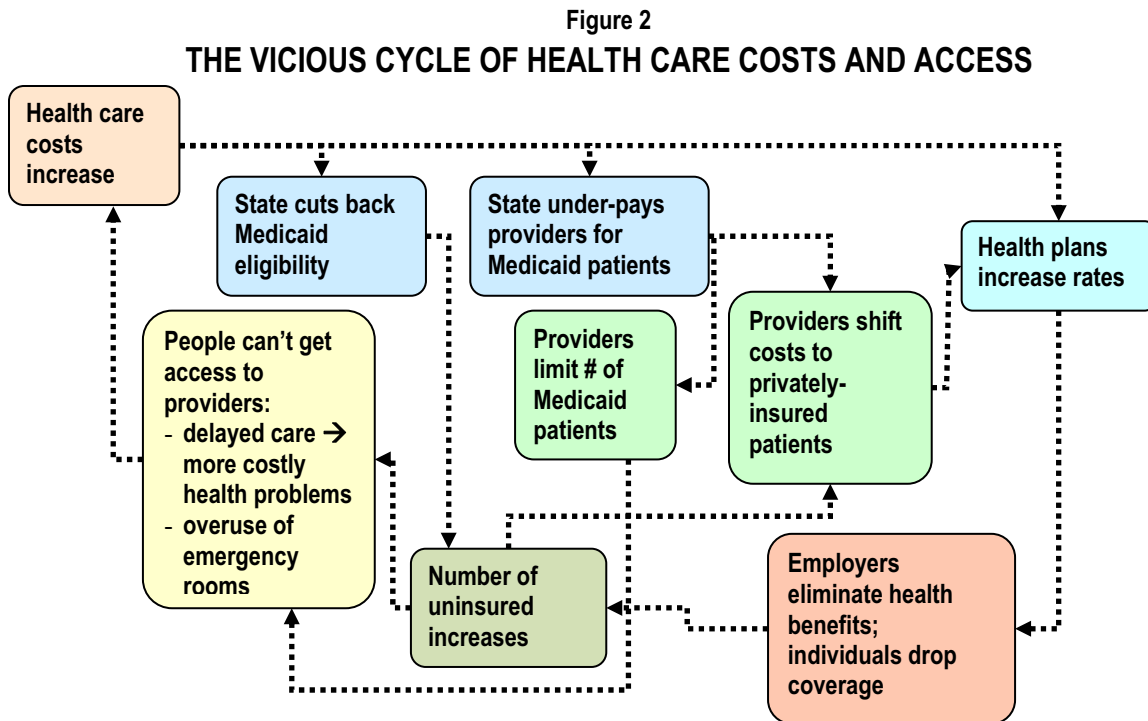 Figure 2
THE VICIOUS CYCLE OF HEALTH CARE COSTS AND ACCESS
Health care
costs
increase
State cuts back
Medicaid
eligibility
State under-pays
providers for
Medicaid patients
Health plans
increase rates
People can’t get
access to
providers:
- delayed care →
more costly
health problems
- overuse of
emergency
rooms
Providers
limit # of
Medicaid
patients
Providers shift
costs to
privately-
insured
patients
Number of
uninsured
increases
Employers
eliminate health
benefits;
individuals drop
coverage